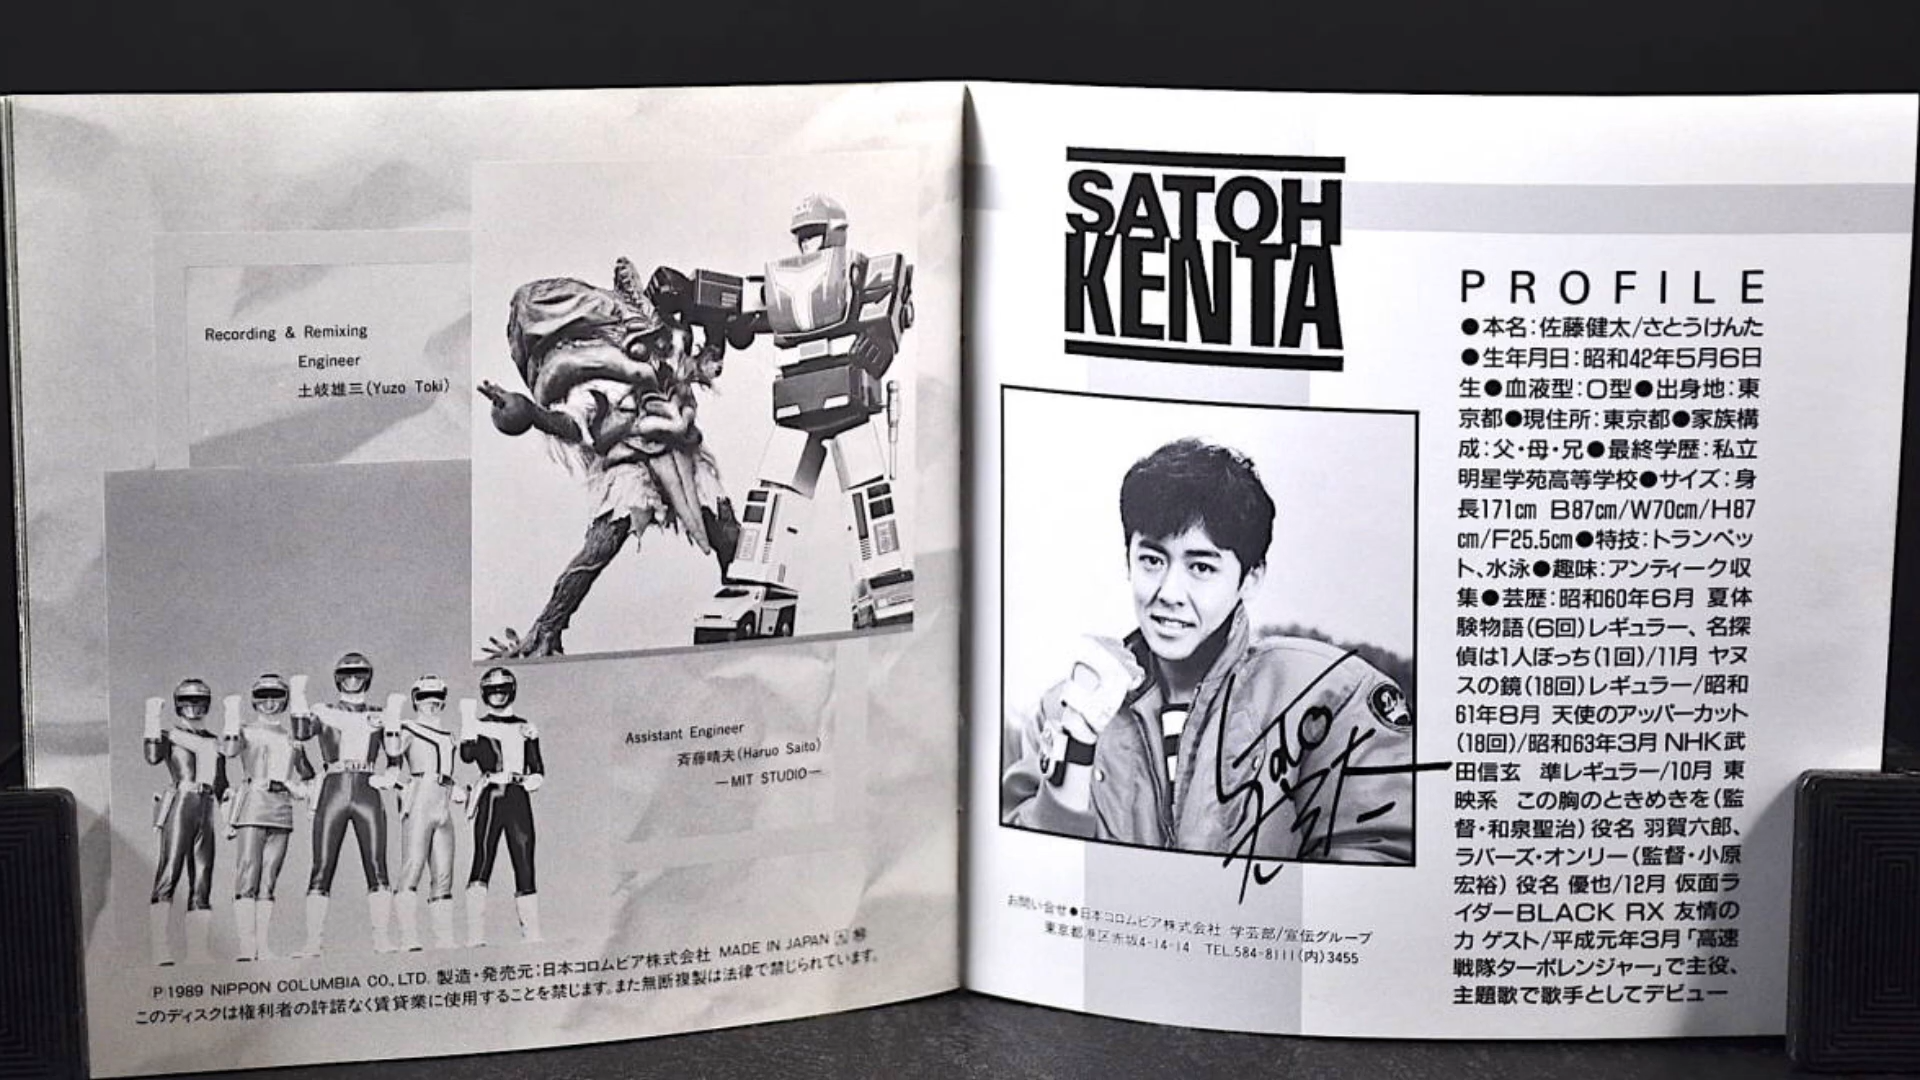 Recording & Remixing
Engineer
土岐雄三(Yuzo Toki)
Assistant Engineer
斉藤晴夫(Haruo Saito)
—MIT STUDIO—
P1989 NIPPON COLUMBIA CO., LTD. 製造・発売元:日本コロムビア株式会社 MADE IN JAPAN
このディスクは権利者の許諾なく賃貸業に使用することを禁じます。また無断複製は法律で禁じられています。
SATOH
KENTA
Sato
お問い合せ●日本コロムビア株式会社 学芸部/宣伝グループ
東京都港区赤坂4-14-14 TEL.584-8111(内)3455
PROFILE
●本名:佐藤健太/さとうけんた
●生年月日:昭和42年5月6日
生●血液型:O型●出身地:東
京都●現住所:東京都●家族構
成:父・母・兄●最終学歴:私立
明星学苑高等学校●サイズ:身
長171cm B87cm/W70cm/H87
cm/F25.5cm●特技:トランペッ
ト、水泳●趣味:アンティーク収
集●芸歴:昭和60年6月 夏体
験物語(6回)レギュラー、名探
偵は1人ぼっち(1回)/11月 ヤヌ
スの鏡(18回)レギュラー/昭和
61年8月 天使のアッパーカット
(18回)/昭和63年3月 NHK武
田信玄 準レギュラー/10月 東
映系 この胸のときめきを(監
督・和泉聖治)役名 羽賀六郎、
ラバーズ・オンリー(監督・小原
宏裕)役名 優也/12月 仮面ラ
イダーBLACK RX 友情の
力 ゲスト/平成元年3月「高速
戦隊ターボレンジャー」で主役、
主題歌で歌手としてデビュー